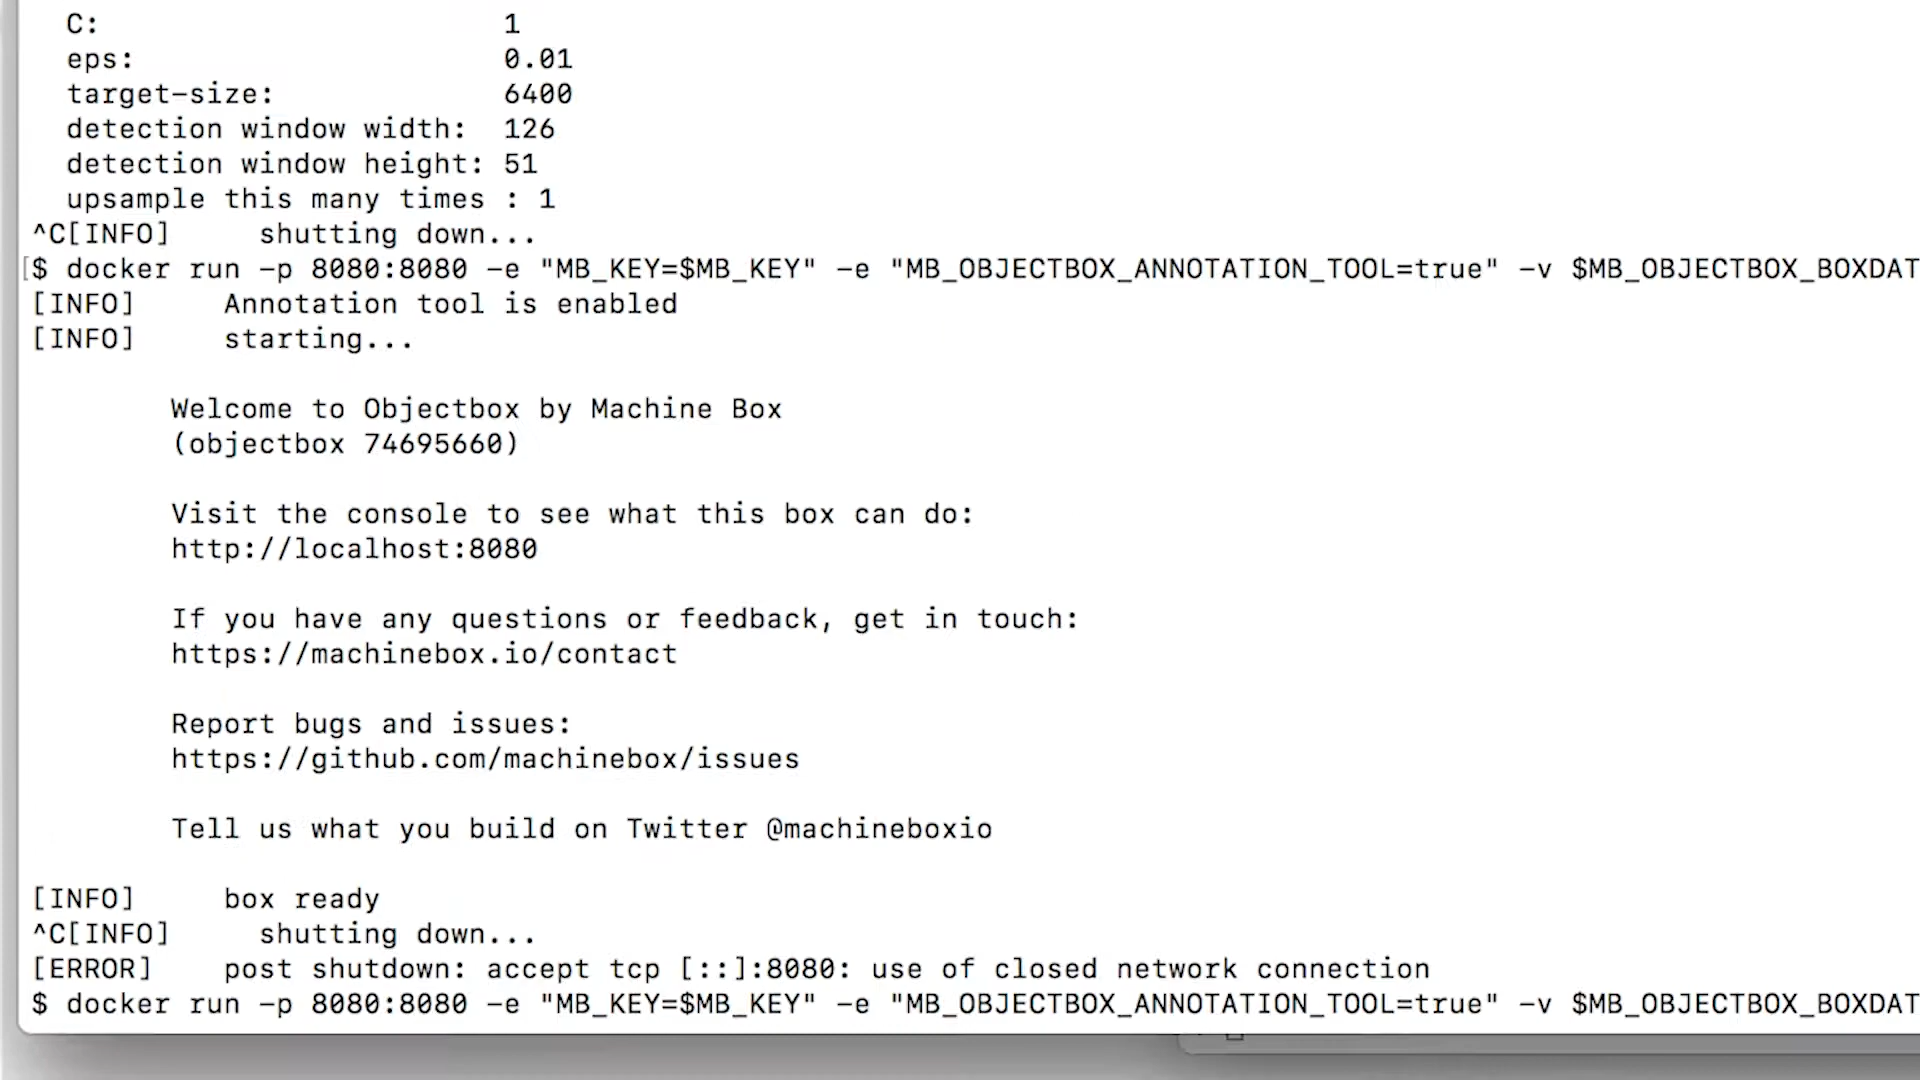 C: 1
eps: 0.01
target-size: 6400
detection window width: 126
detection window height: 51
upsample this many times : 1
^C[INFO] shutting down...
[$ docker run -p 8080:8080 -e "MB_KEY=$MB_KEY" -e "MB_OBJECTBOX_ANNOTATION_TOOL=true" -v $MB_OBJECTBOX_BOXDAT
[INFO] Annotation tool is enabled
[INFO] starting...
Welcome to Objectbox by Machine Box
(objectbox 74695660)
Visit the console to see what this box can do:
http://localhost:8080
If you have any questions or feedback, get in touch:
https://machinebox.io/contact
Report bugs and issues:
https://github.com/machinebox/issues
Tell us what you build on Twitter @machineboxio
[INFO] box ready
^C[INFO] shutting down...
[ERROR] post shutdown: accept tcp [::]:8080: use of closed network connection
$ docker run -p 8080:8080 -e "MB_KEY=$MB_KEY" -e "MB_OBJECTBOX_ANNOTATION_TOOL=true" -v $MB_OBJECTBOX_BOXDAT